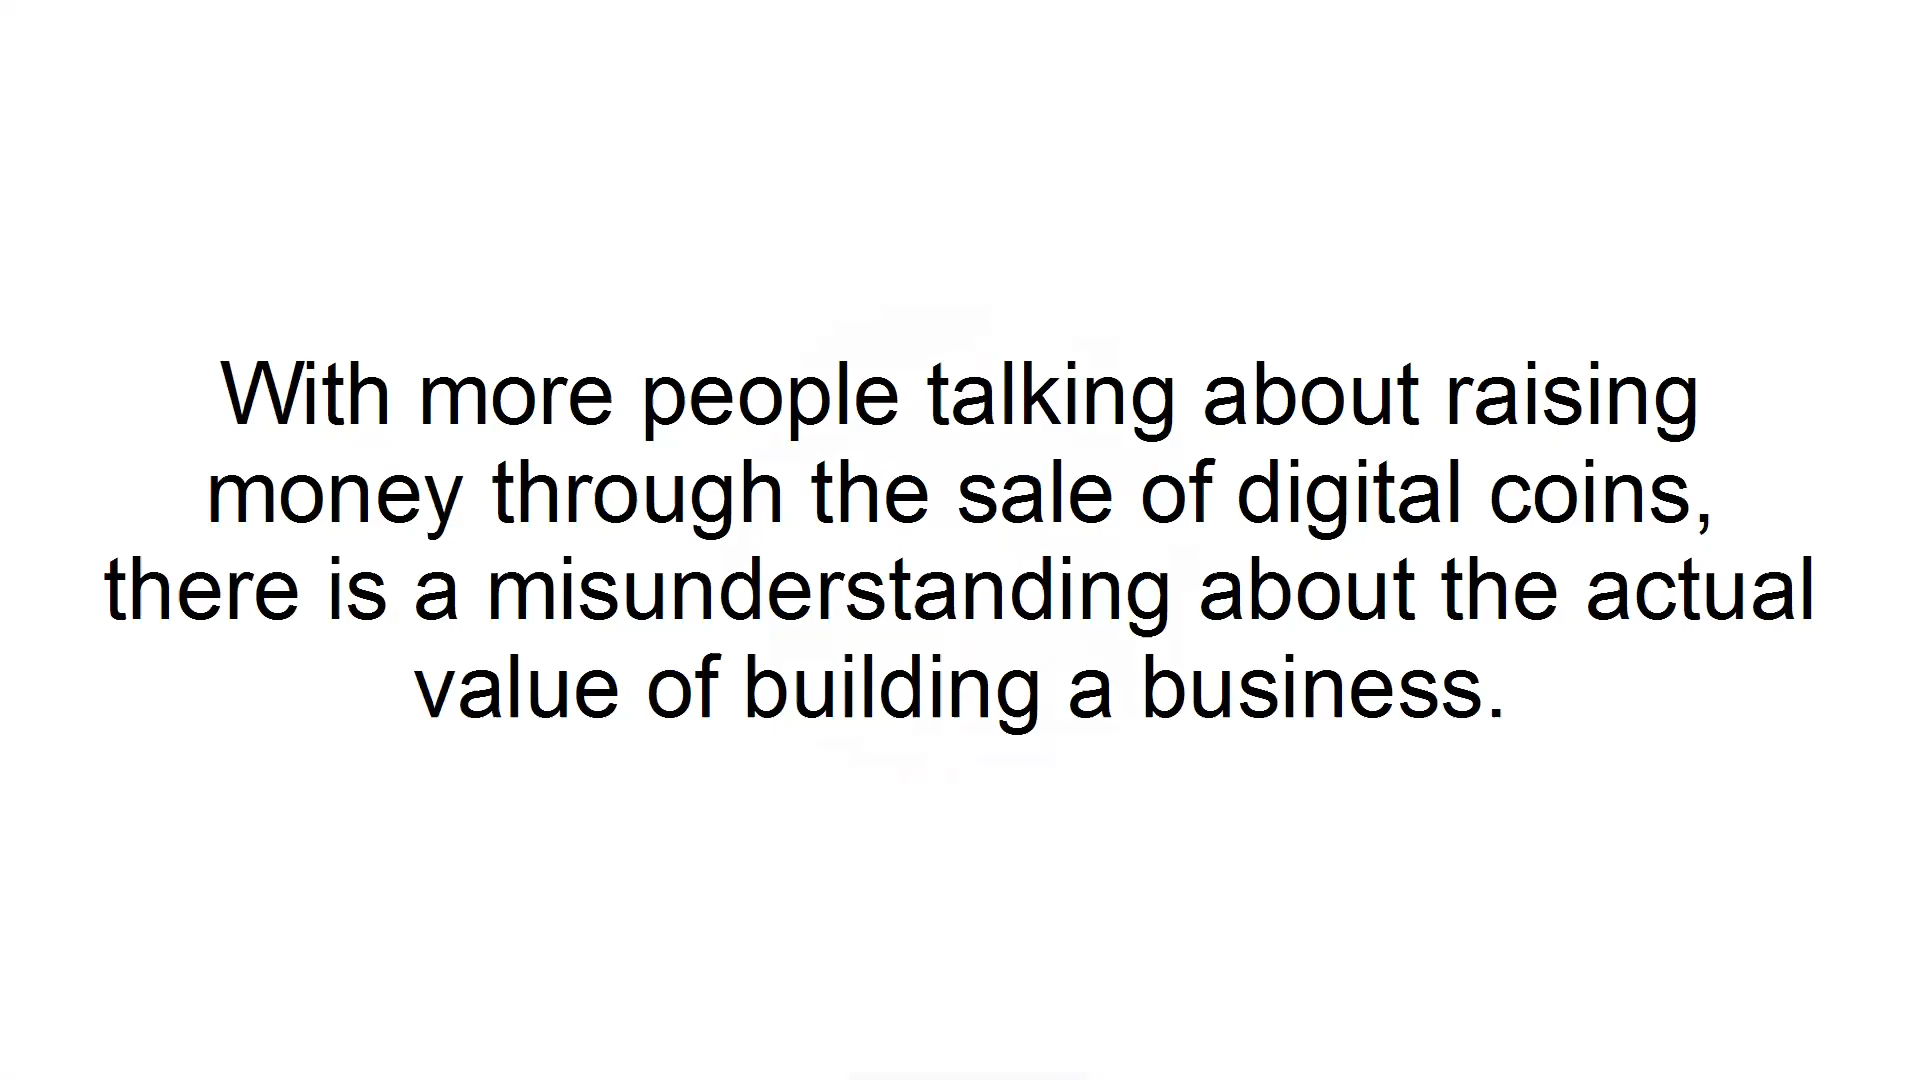 With more people talking about raising
money through the sale of digital coins,
there is a misunderstanding about the actual
value of building a business.